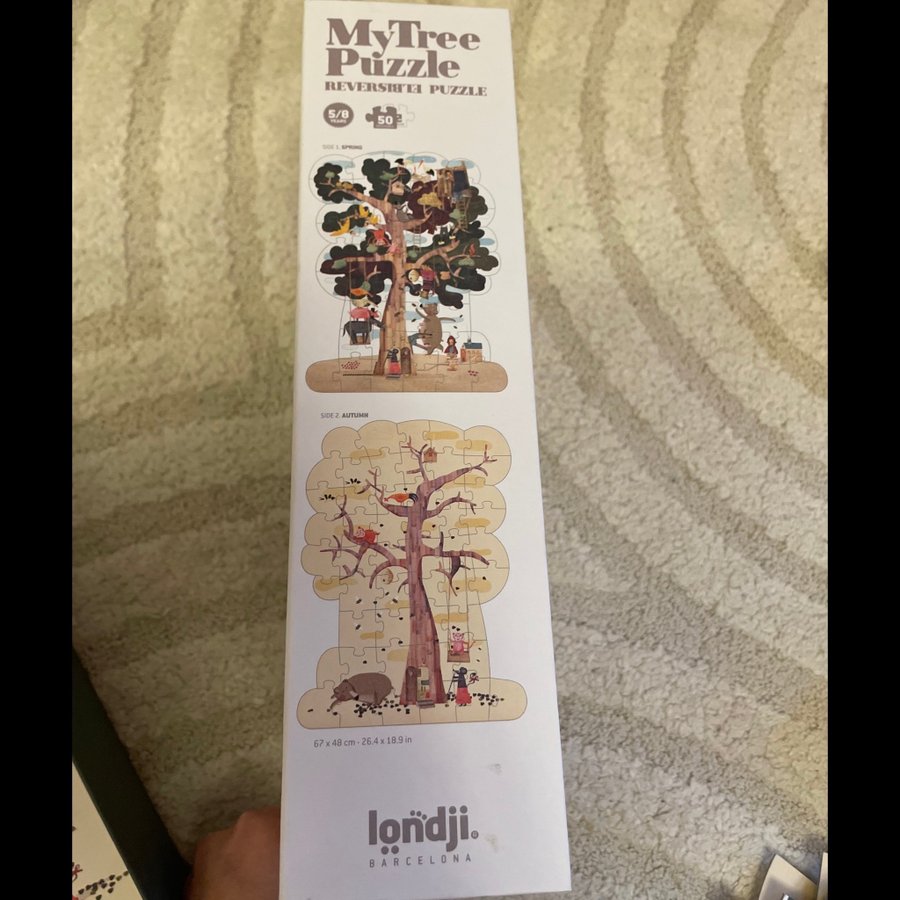 MyTree
Puzzle
REVERSIBLE PUZZLE
5/8
YEARS
50
SIDE 1. SPRING
SIDE 2. AUTUMN
67 x 48 cm - 26.4 x 18.9 in
londji
BARCELONA